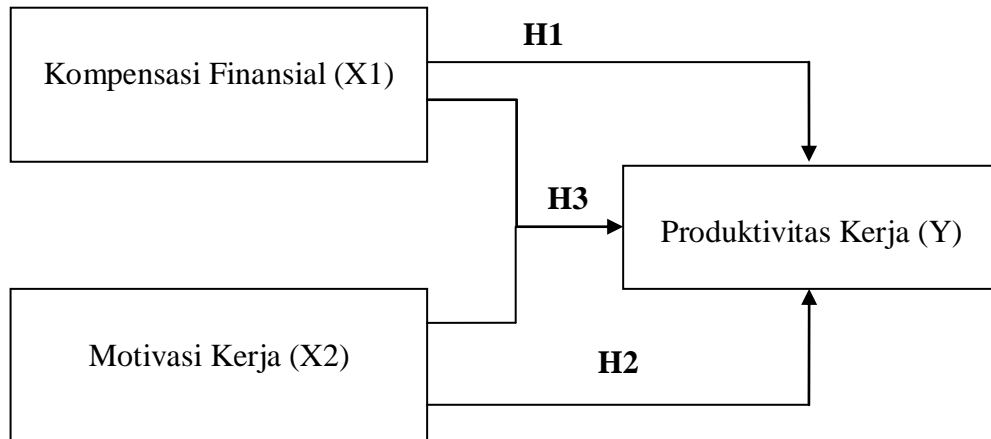 H1
Kompensasi Finansial (X1)
H3
Produktivitas Kerja (Y)
Motivasi Kerja (X2)
H2